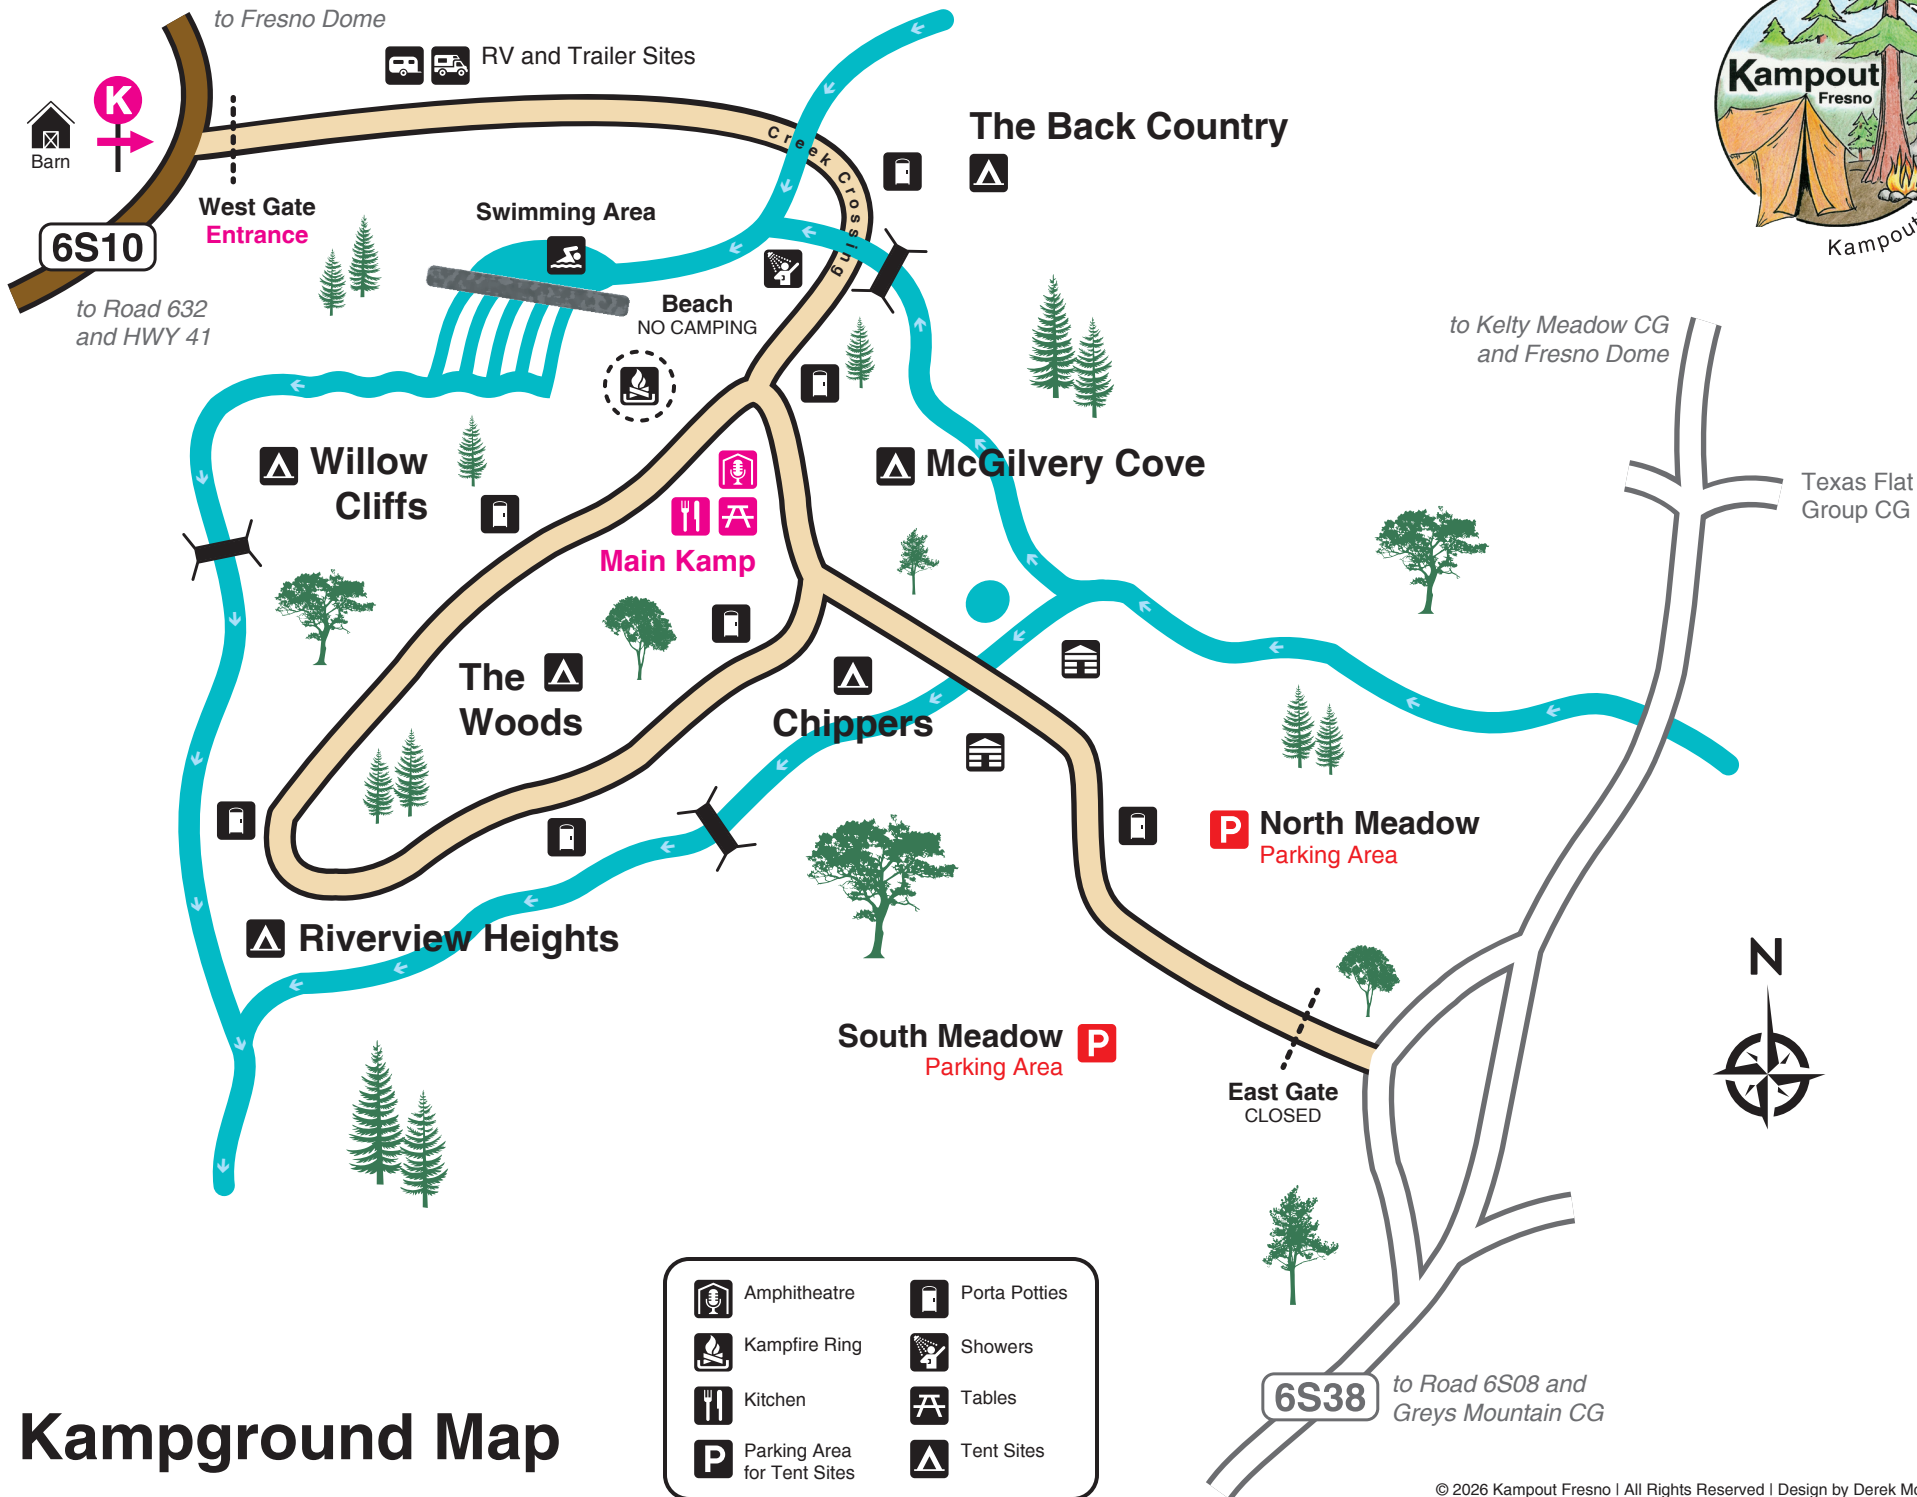 to Fresno Dome
RV and Trailer Sites
K
Barn
Kampout
Fresno
Kampout
The Back Country
Creek Crossing
West Gate
Entrance
Swimming Area
6S10
to Road 632
and HWY 41
Beach
NO CAMPING
to Kelty Meadow CG
and Fresno Dome
Willow
Cliffs
McGilvery Cove
Texas Flat
Group CG
Main Kamp
The
Woods
Chippers
P
North Meadow
Parking Area
Riverview Heights
N
South Meadow
Parking Area
P
East Gate
CLOSED
Amphitheatre
Porta Potties
Kampfire Ring
Showers
Kitchen
Tables
P
Parking Area
for Tent Sites
Tent Sites
6S38
to Road 6S08 and
Greys Mountain CG
Kampground Map
© 2026 Kampout Fresno | All Rights Reserved | Design by Derek